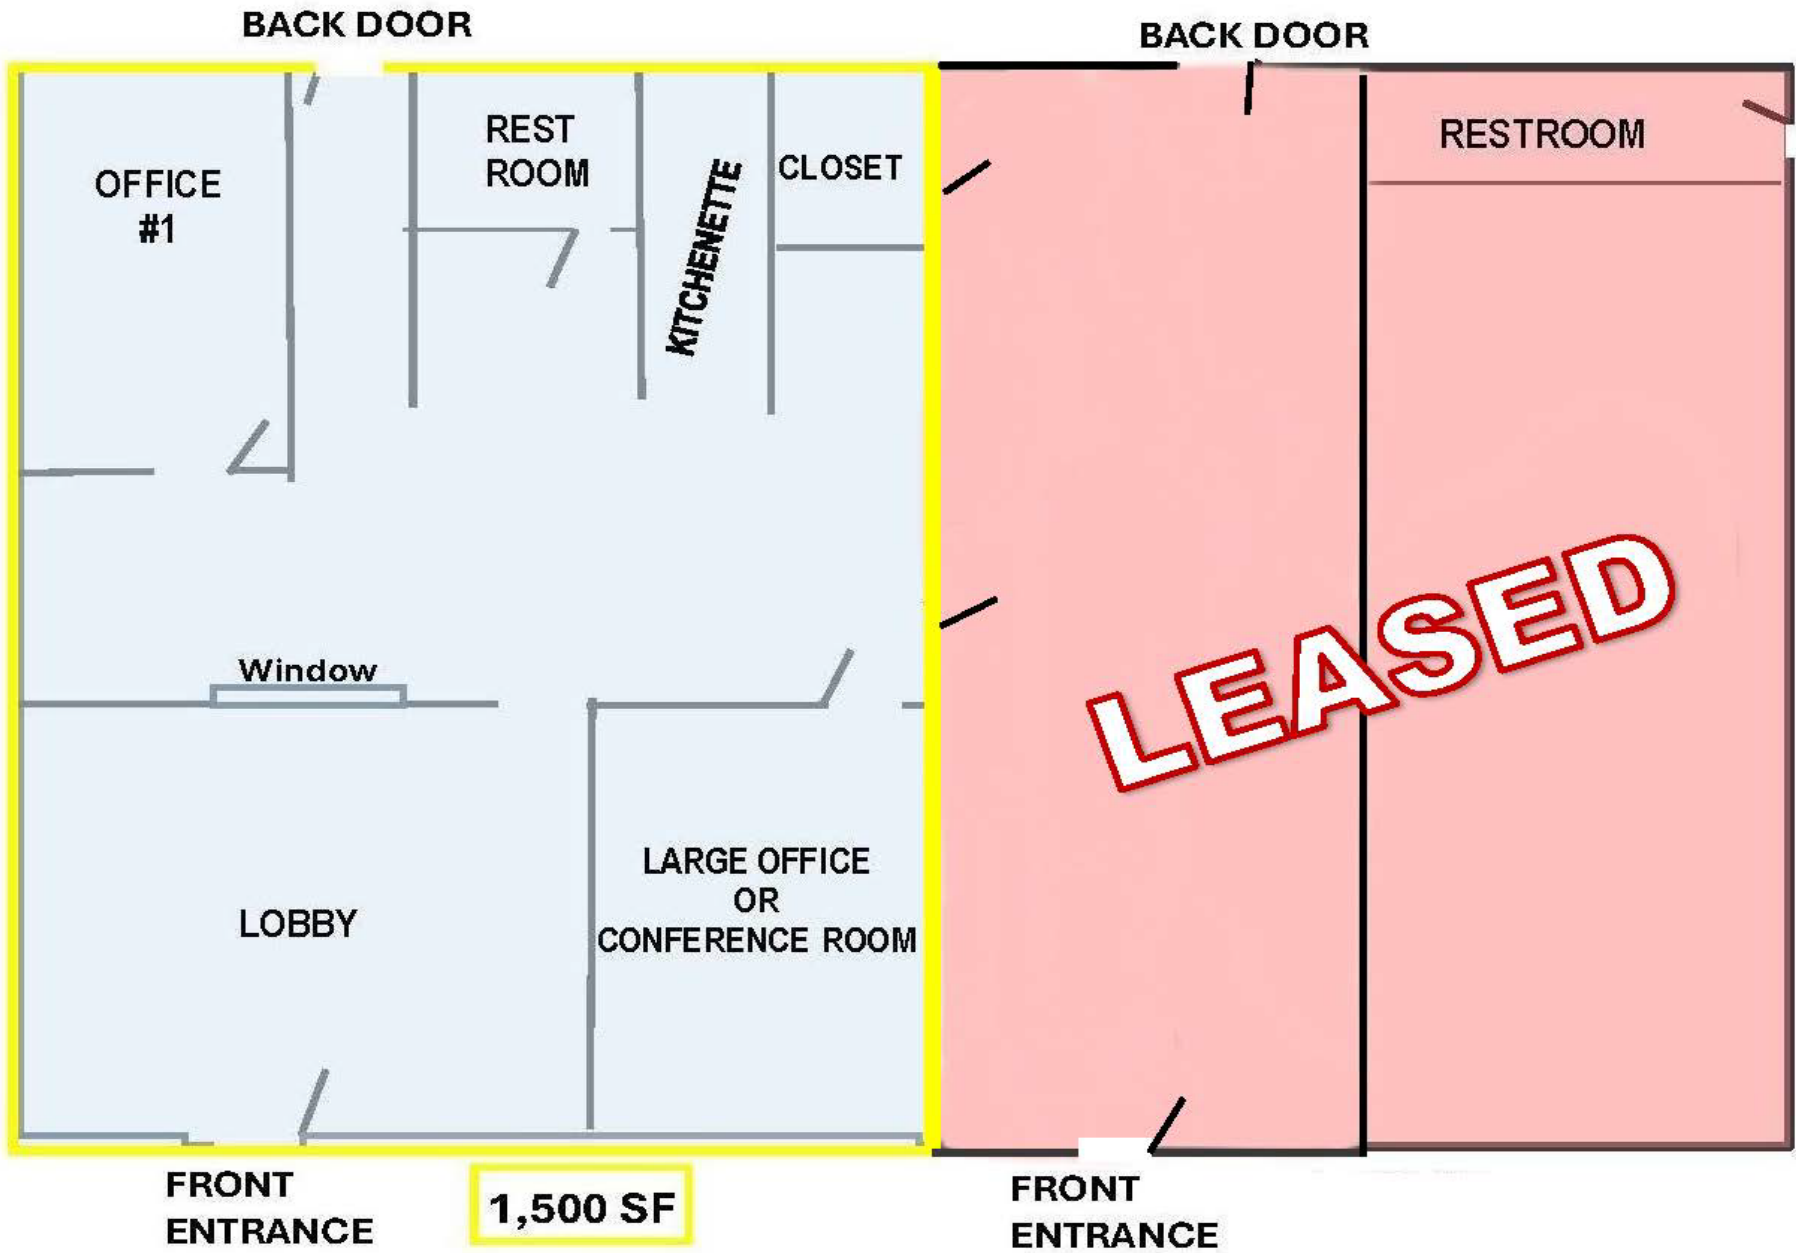 BACK DOOR
BACK DOOR
OFFICE
#1
REST
ROOM
KITCHENETTE
CLOSET
RESTROOM
Window
LEASED
LOBBY
LARGE OFFICE
OR
CONFERENCE ROOM
FRONT
ENTRANCE
1,500 SF
FRONT
ENTRANCE